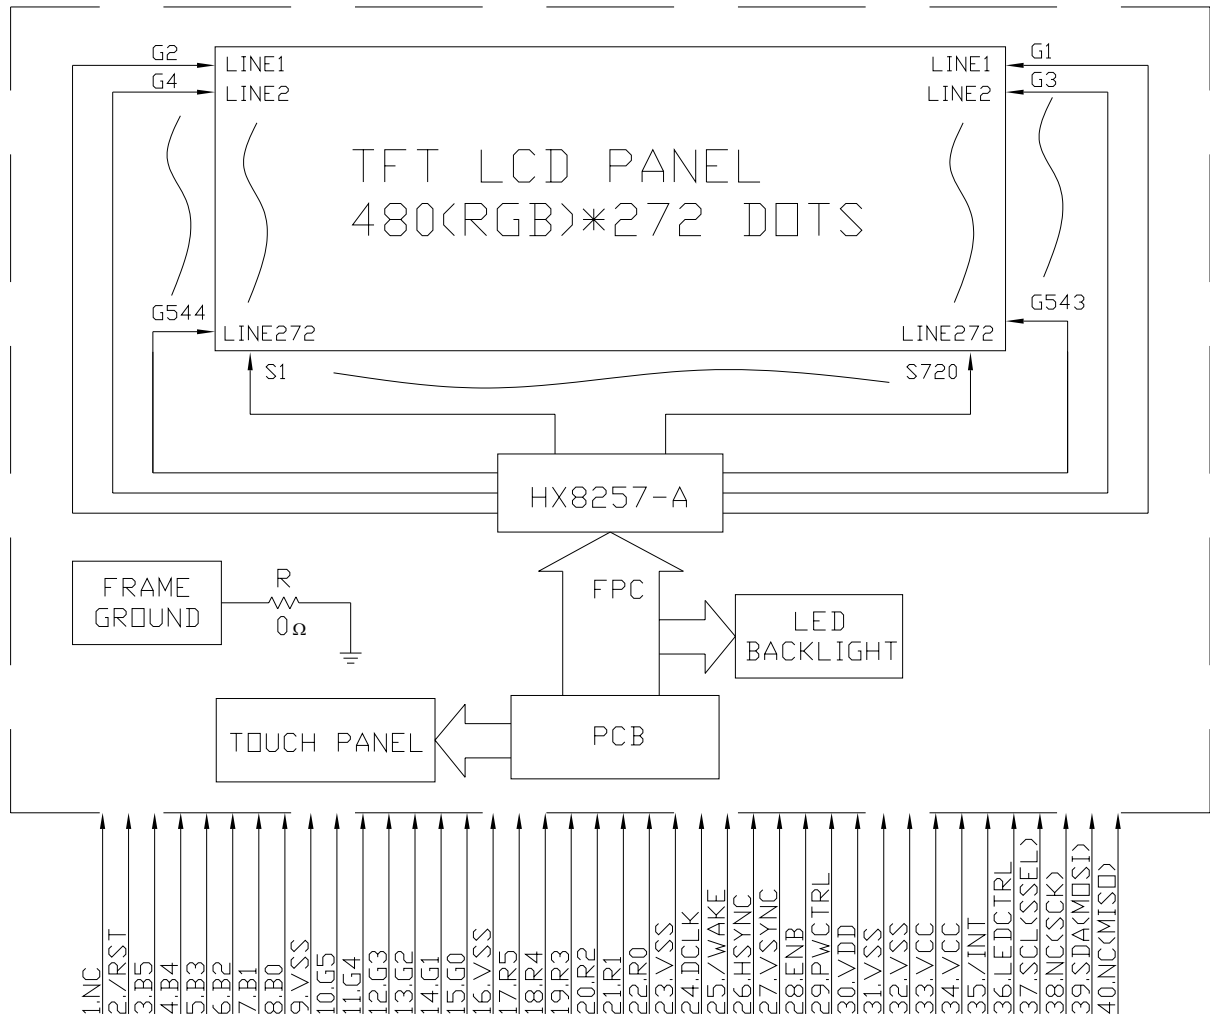 G2
G1
LINE1
LINE1
G4
G3
LINE2
LINE2
TFT LCD PANEL
480(RGB)*272 DOTS
G544
G543
LINE272
LINE272
S1
S720
HX8257-A
FRAME
GROUND
R
0Ω
FPC
LED
BACKLIGHT
TOUCH PANEL
PCB
1.NC
2./RST
3.B5
4.B4
5.B3
6.B2
7.B1
8.B0
9.VSS
10.G5
11.G4
12.G3
13.G2
14.G1
15.G0
16.VSS
17.R5
18.R4
19.R3
20.R2
21.R1
22.R0
23.VSS
24.DCLK
25./WAKE
26.HSYNC
27.VSYNC
28.ENB
29.PWCTRL
30.VDD
31.VSS
32.VSS
33.VCC
34.VCC
35./INT
36.LEDCTRL
37.SCL(SSEL)
38.NC(SCK)
39.SDA(MOSI)
40.NC(MISO)